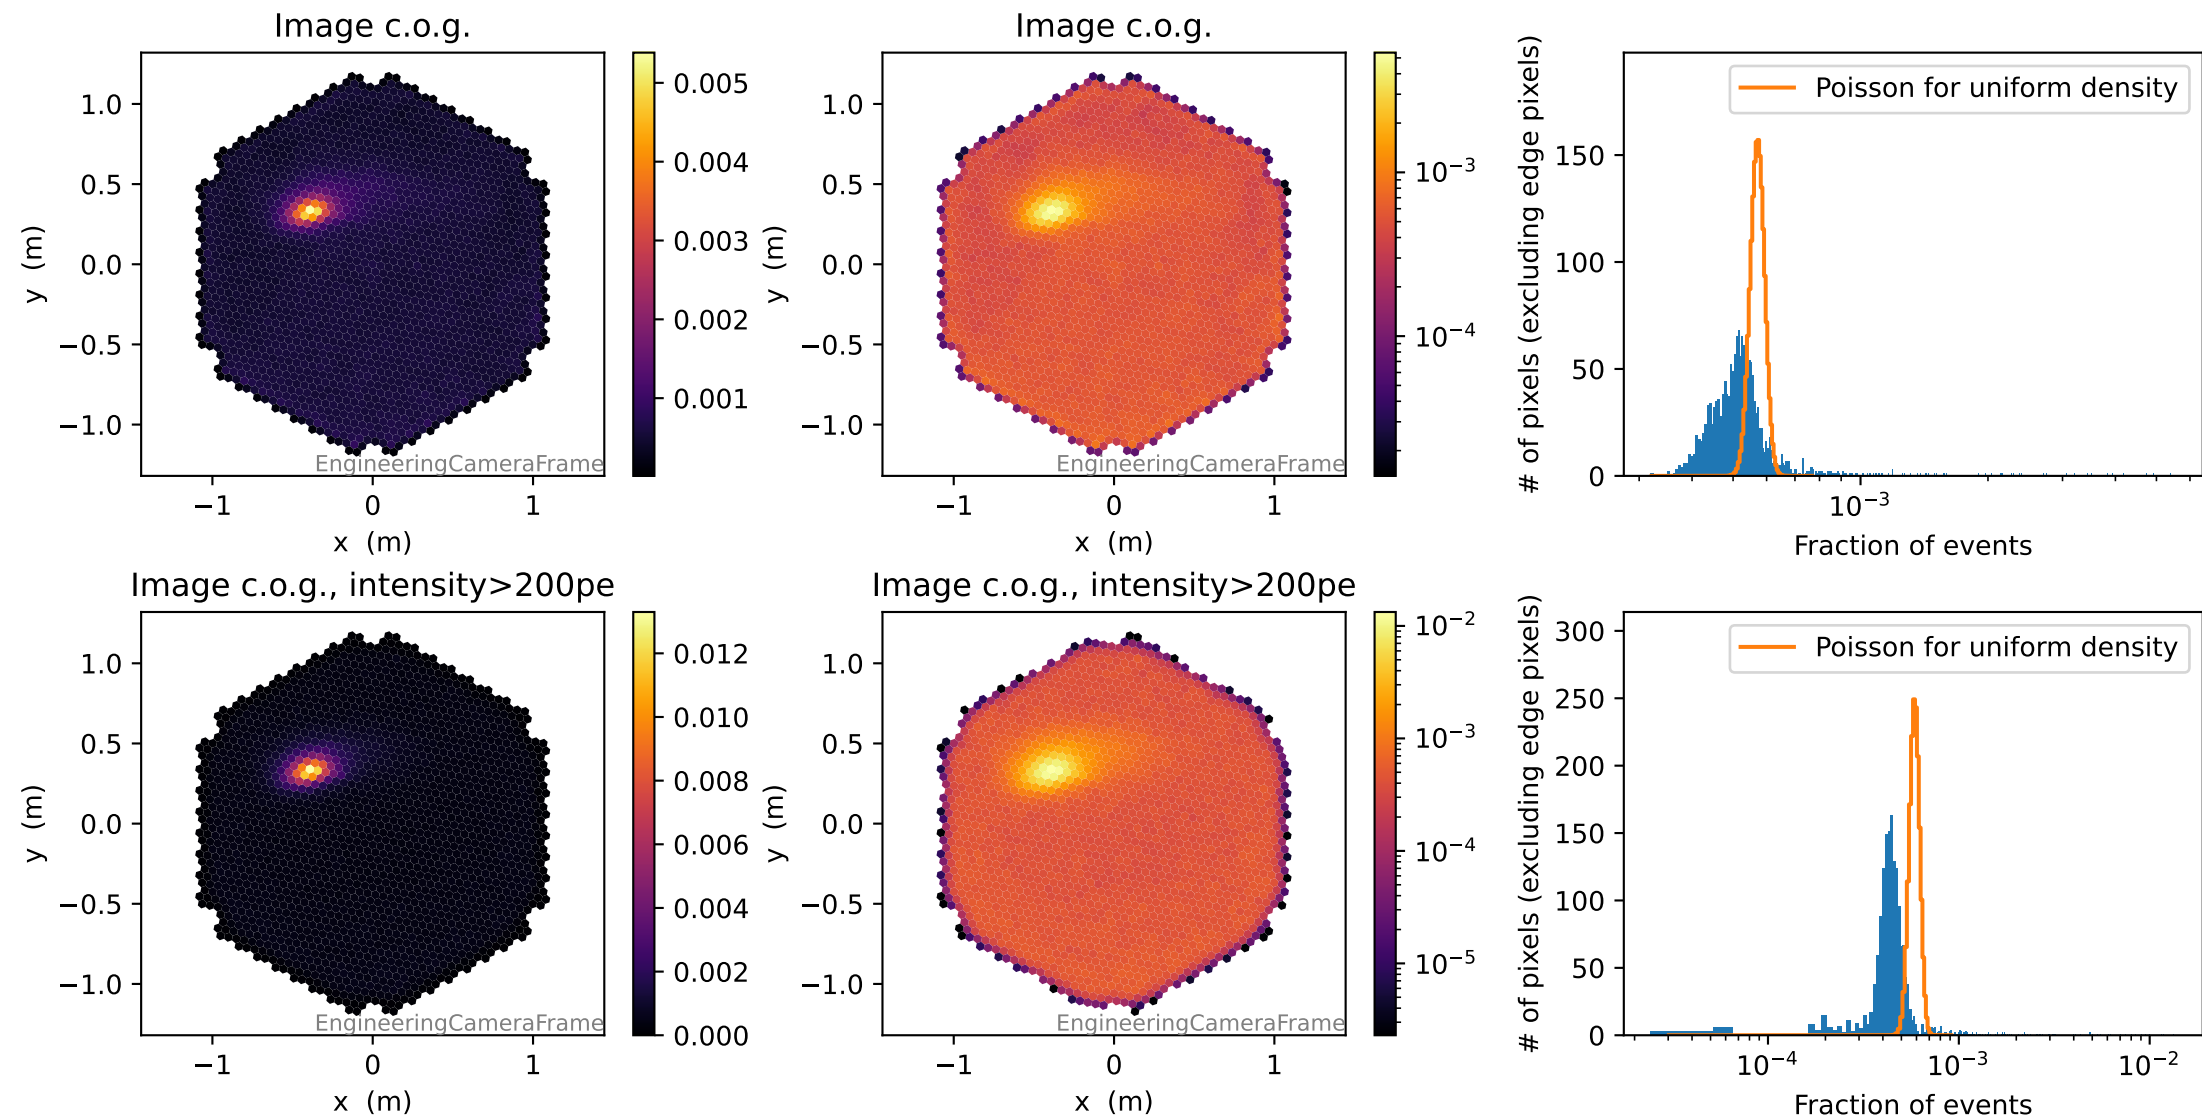 Image c.o.g.
y (m)
1.0
0.5
0.0
−0.5
−1.0
−1
0
1
x (m)
EngineeringCameraFrame
0.005
0.004
0.003
0.002
0.001
Image c.o.g.
y (m)
1.0
0.5
0.0
−0.5
−1.0
−1
0
1
x (m)
EngineeringCameraFrame
10⁻³
10⁻⁴
# of pixels (excluding edge pixels)
150
100
50
0
Poisson for uniform density
10⁻³
Fraction of events
Image c.o.g., intensity>200pe
y (m)
1.0
0.5
0.0
−0.5
−1.0
−1
0
1
x (m)
EngineeringCameraFrame
0.012
0.010
0.008
0.006
0.004
0.002
0.000
Image c.o.g., intensity>200pe
y (m)
1.0
0.5
0.0
−0.5
−1.0
−1
0
1
x (m)
EngineeringCameraFrame
10⁻²
10⁻³
10⁻⁴
10⁻⁵
# of pixels (excluding edge pixels)
300
250
200
150
100
50
0
Poisson for uniform density
10⁻⁴
10⁻³
10⁻²
Fraction of events